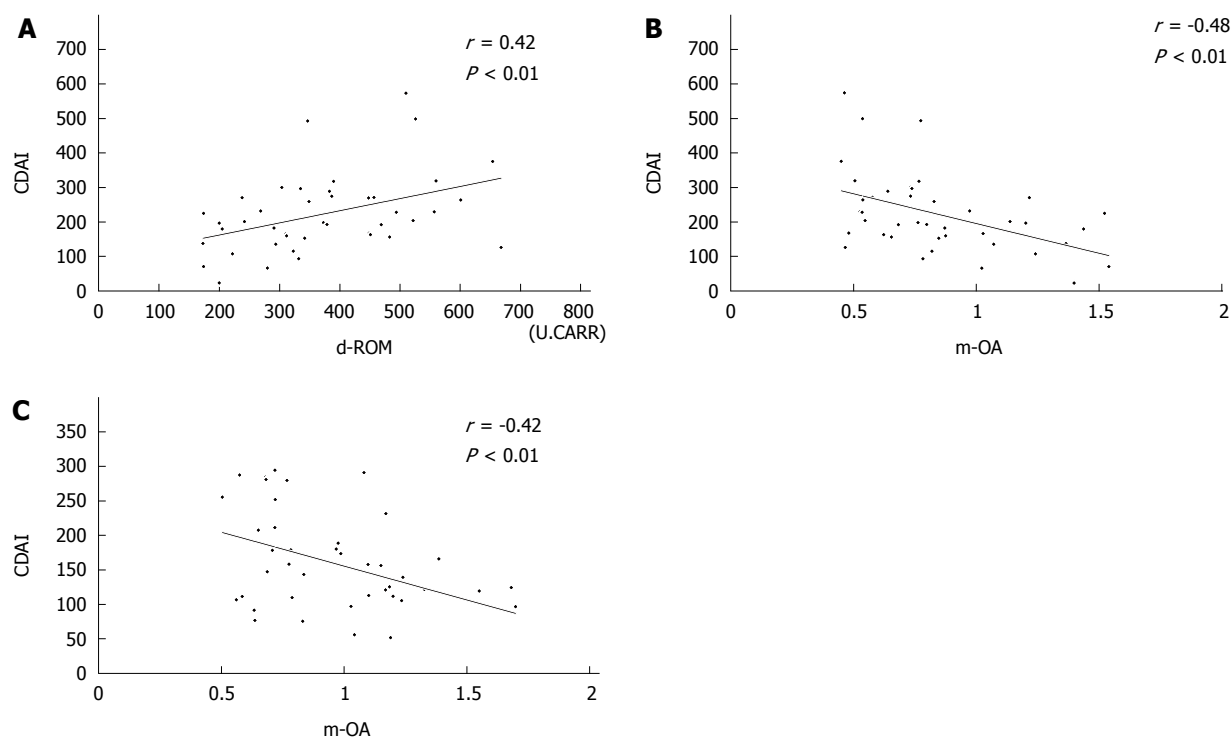 A
r = 0.42
P < 0.01
700
600
500
400
300
200
100
0
CDAI
0 100 200 300 400 500 600 700 800
(U.CARR)
d-ROM
B
r = -0.48
P < 0.01
700
600
500
400
300
200
100
0
CDAI
0 0.5 1 1.5 2
m-OA
C
r = -0.42
P < 0.01
350
300
250
200
150
100
50
0
CDAI
0 0.5 1 1.5 2
m-OA